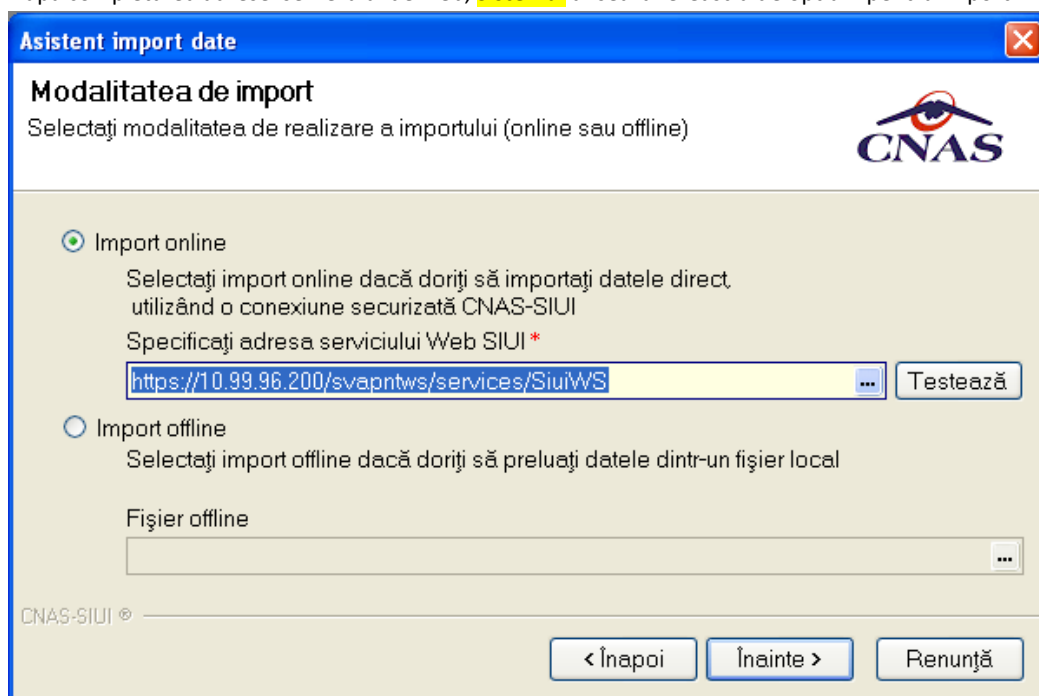 Asistent import date
Modalitatea de import
Selectaţi modalitatea de realizare a importului (online sau offline)
CNAS
Import online
Selectaţi import online dacă doriţi să importaţi datele direct,
utilizând o conexiune securizată CNAS-SIUI
Specificaţi adresa serviciului Web SIUI *
https://10.99.96.200/svapntws/services/SiuiWS
... Testează
Import offline
Selectaţi import offline dacă doriţi să preluaţi datele dintr-un fişier local
Fişier offline
...
CNAS-SIUI ®
< Înapoi Înainte > Renunţă